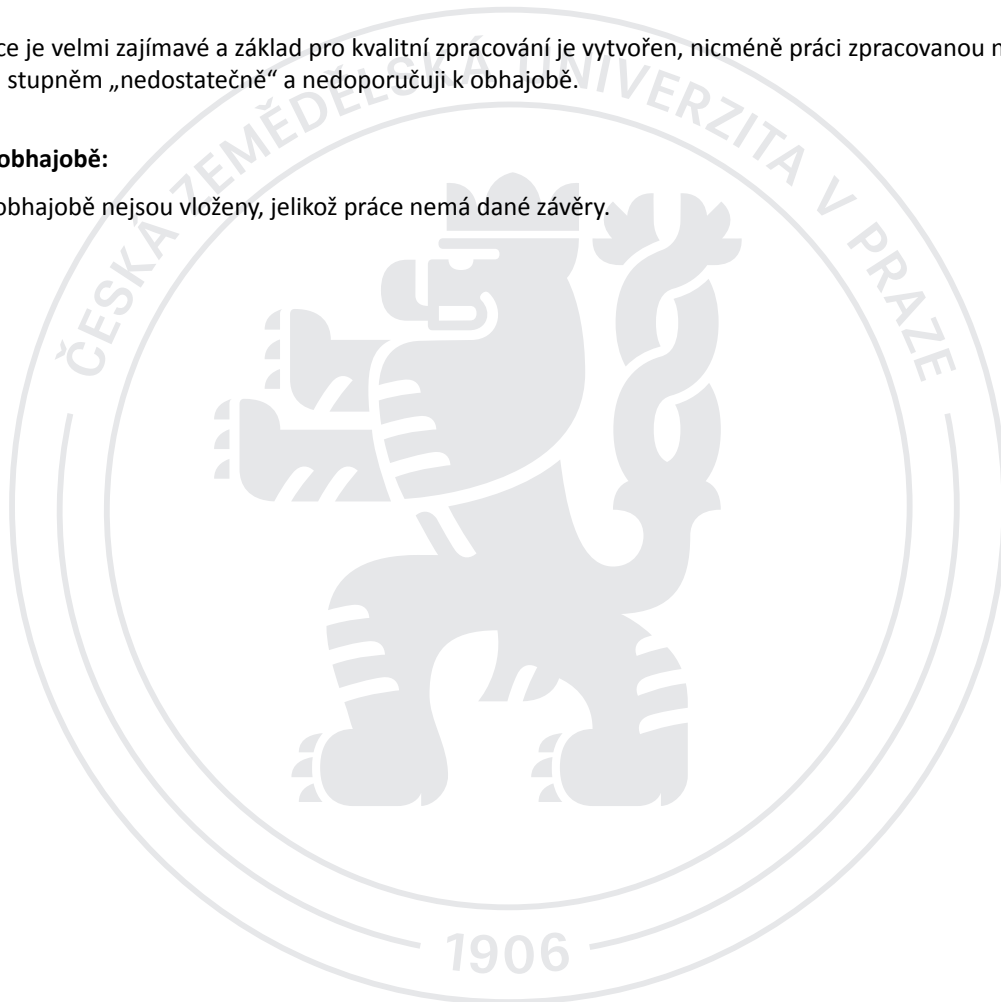 ce je velmi zajímavé a základ pro kvalitní zpracování je vytvořen, nicméně práci zpracovanou n
stupněm „nedostatečně“ a nedoporučuji k obhajobě.
obhajobě:
obhajobě nejsou vloženy, jelikož práce nemá dané závěry.
ČESKÁ ZEMĚDĚLSKÁ UNIVERZITA V PRAZE
1906